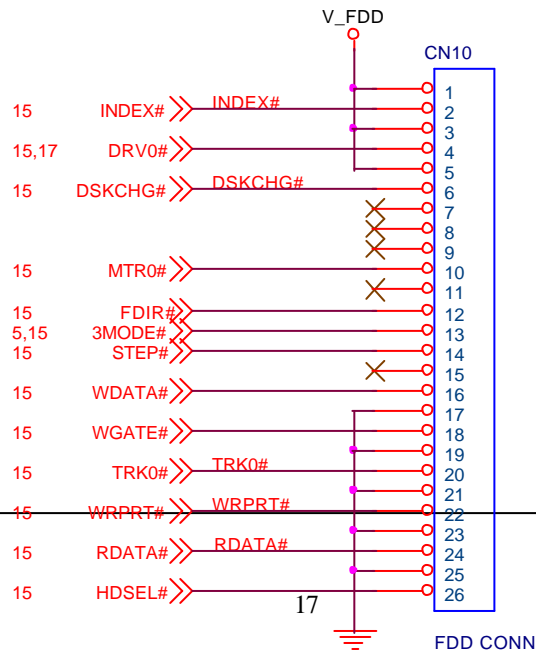 V_FDD
CN10
1
15 INDEX# INDEX# 2
3
15,17 DRV0# 4
5
15 DSKCHG# DSKCHG# 6
7
8
9
15 MTR0# 10
11
15 FDIR# 12
5,15 3MODE# 13
15 STEP# 14
15
15 WDATA# 16
17
15 WGATE# 18
19
15 TRK0# TRK0# 20
21
15 WRPRT# WRPRT# 22
23
15 RDATA# RDATA# 24
25
15 HDSEL# 26
17
FDD CONN